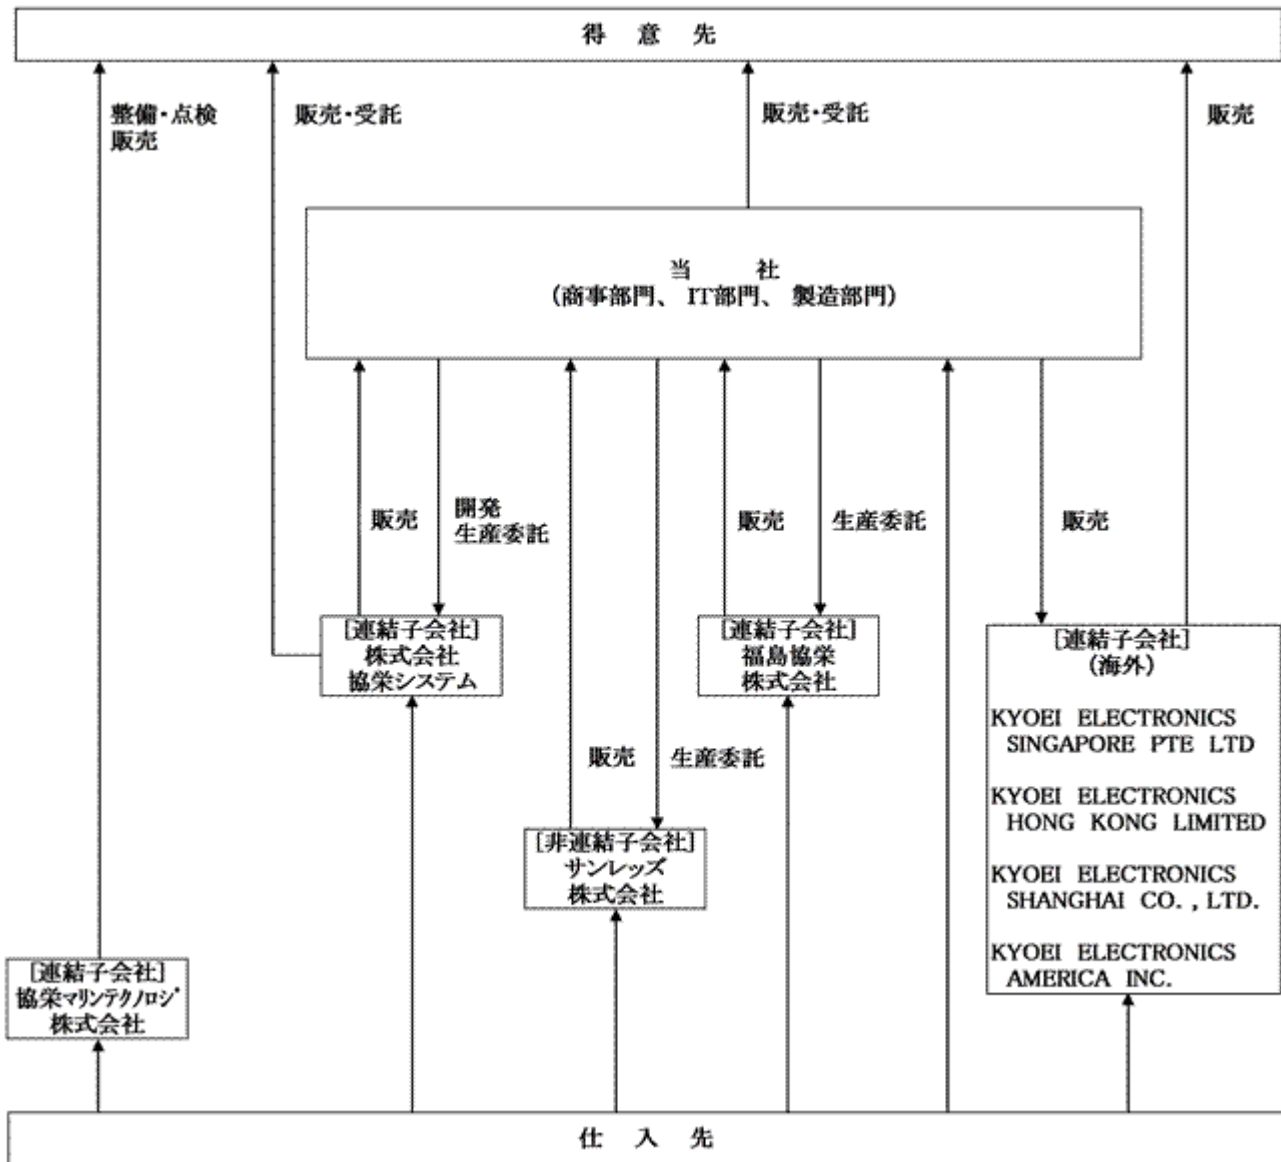 得 意 先
整備・点検
販売
販売・受託
販売・受託
販売
当 社
(商事部門、 IT部門、 製造部門)
販売
開発
生産委託
販売
生産委託
販売
[連結子会社]
株式会社
協栄システム
[連結子会社]
福島協栄
株式会社
[連結子会社]
(海外)
KYOEI ELECTRONICS
SINGAPORE PTE LTD
KYOEI ELECTRONICS
HONG KONG LIMITED
KYOEI ELECTRONICS
SHANGHAI CO. , LTD.
KYOEI ELECTRONICS
AMERICA INC.
販売
生産委託
[非連結子会社]
サンレッズ
株式会社
[連結子会社]
協栄マリンテクノロジ゛
株式会社
仕 入 先